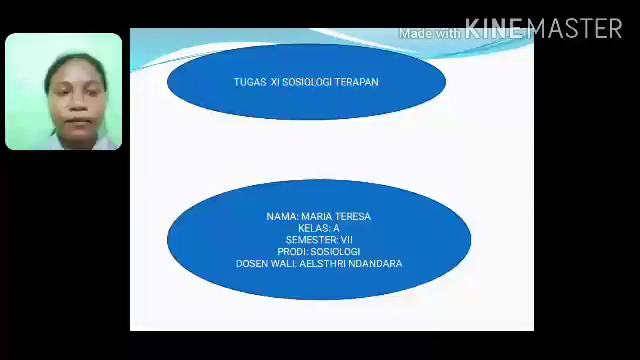 Made with KINEMASTER
TUGAS XI SOSIOLOGI TERAPAN
NAMA: MARIA TERESA
KELAS: A
SEMESTER: VII
PRODI: SOSIOLOGI
DOSEN WALI: AELSTHRI NDANDARA